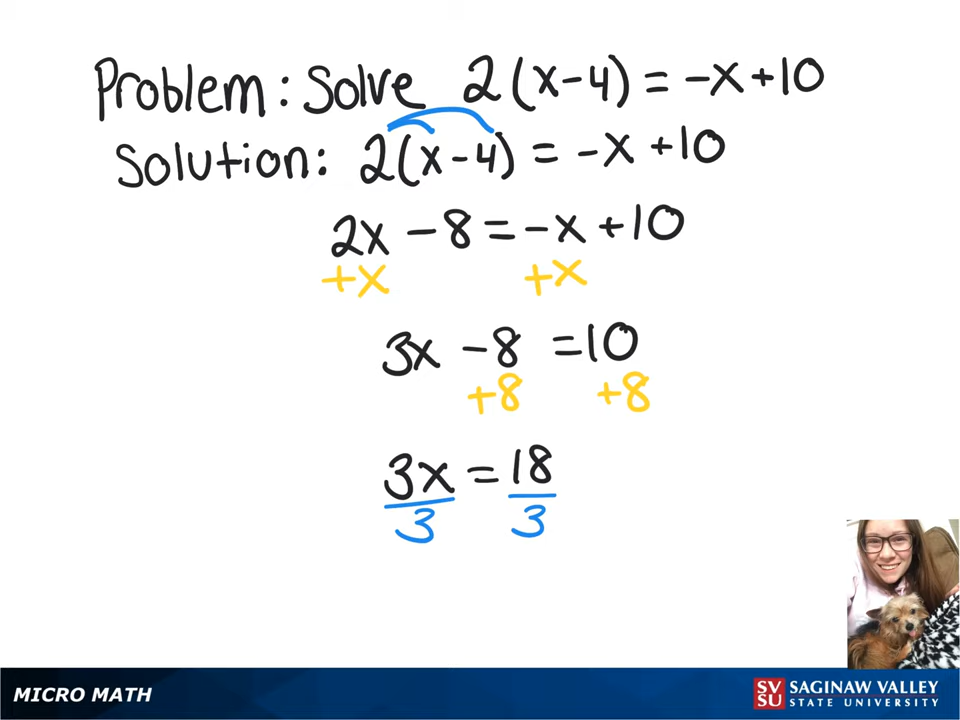 Problem: Solve 2(x-4) = -x+10
Solution: 2(x-4) = -x+10
2x -8 = -x +10
+x +x
3x -8 =10
+8 +8
3x = 18
3 3
MICRO MATH
SV SU SAGINAW VALLEY
STATE UNIVERSITY